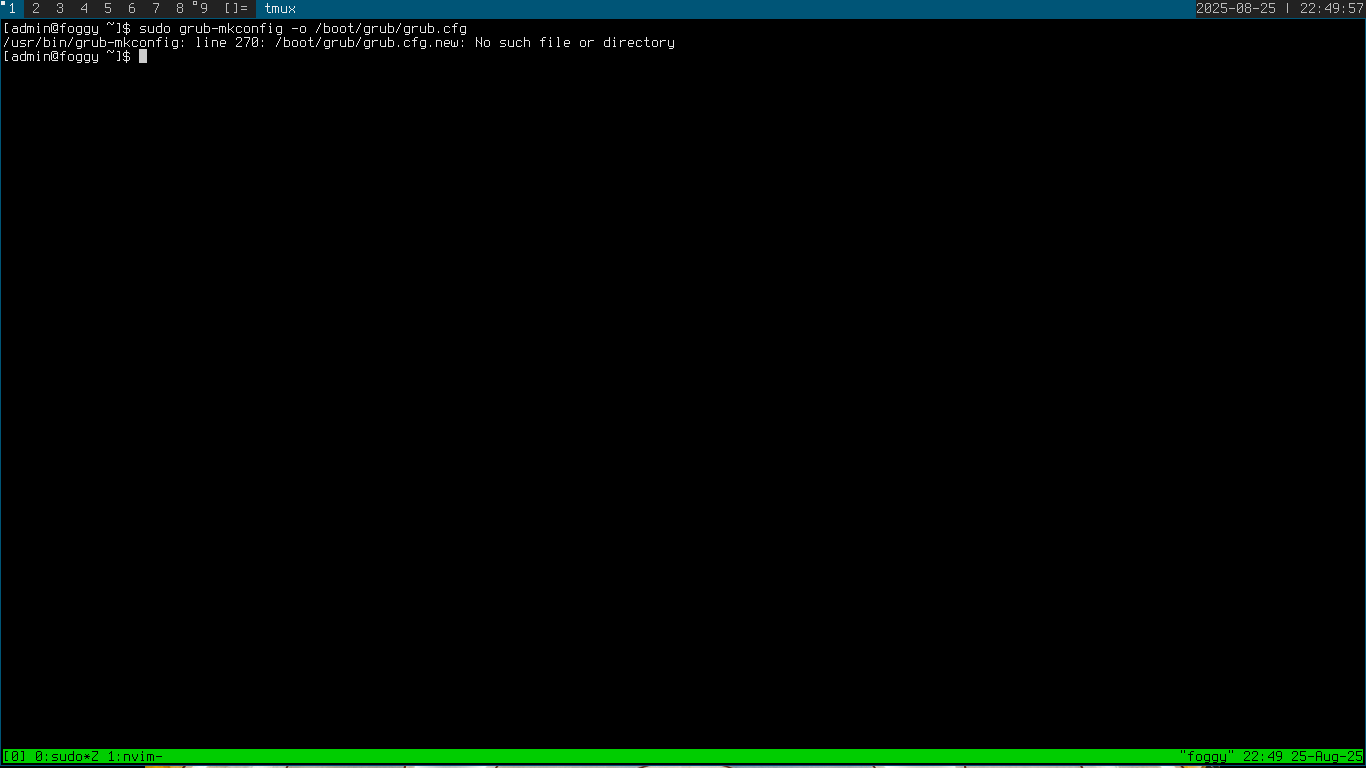 1 2 3 4 5 6 7 8 9 []= tmux 2025-08-25 | 22:49:57
[admin@foggy ~]$ sudo grub-mkconfig -o /boot/grub/grub.cfg
/usr/bin/grub-mkconfig: line 270: /boot/grub/grub.cfg.new: No such file or directory
[admin@foggy ~]$
[0] 0:sudo*Z 1:nvim- "foggy" 22:49 25-Aug-25